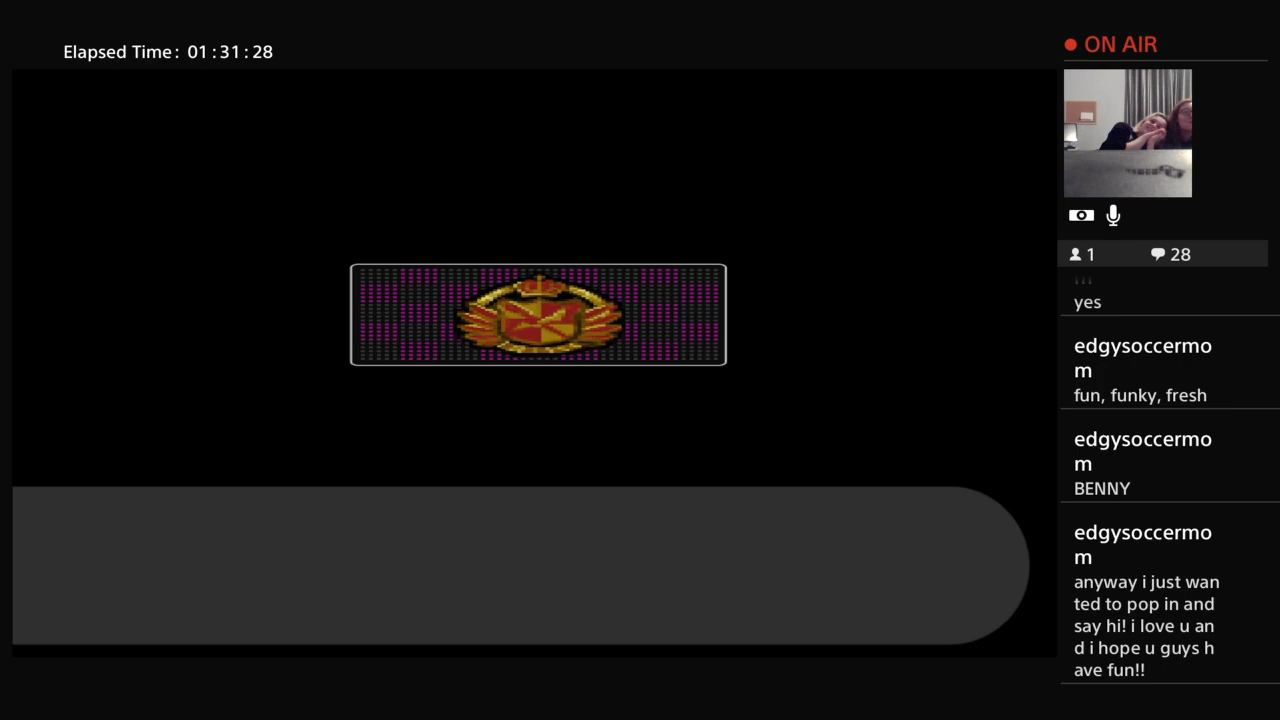 Elapsed Time: 01:31:28
ON AIR
1
28
yes
edgysoccermo
m
fun, funky, fresh
edgysoccermo
m
BENNY
edgysoccermo
m
anyway i just wan
ted to pop in and
say hi! i love u an
d i hope u guys h
ave fun!!